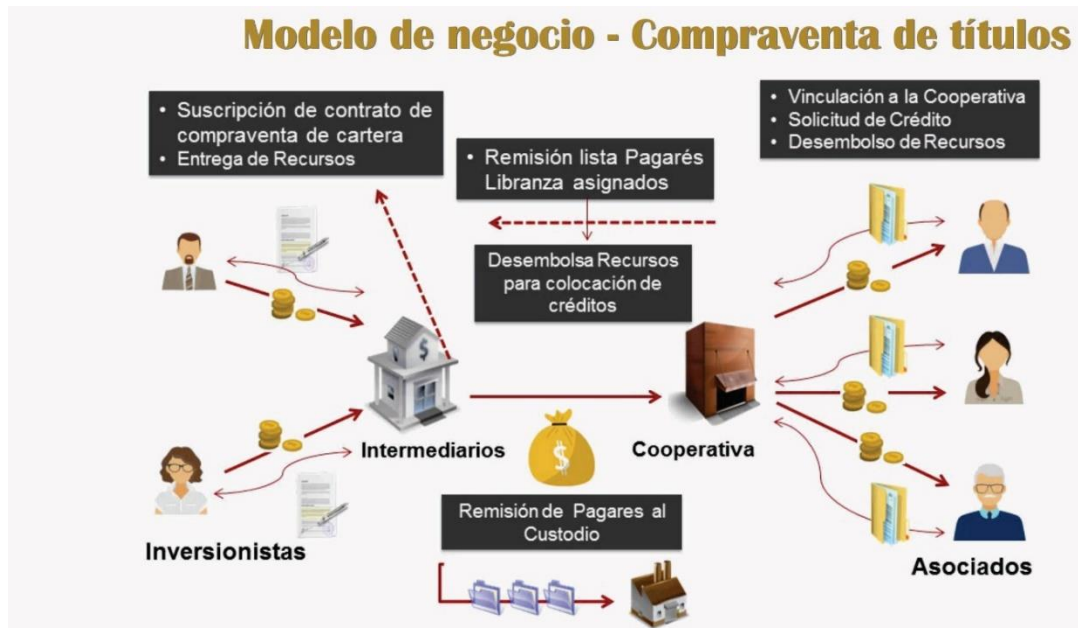 Modelo de negocio - Compraventa de títulos
• Suscripción de contrato de
compraventa de cartera
• Entrega de Recursos
• Remisión lista Pagarés
Libranza asignados
• Vinculación a la Cooperativa
• Solicitud de Crédito
• Desembolso de Recursos
Desembolsa Recursos
para colocación de
créditos
$
Intermediarios
$
Cooperativa
Inversionistas
Remisión de Pagares al
Custodio
Asociados